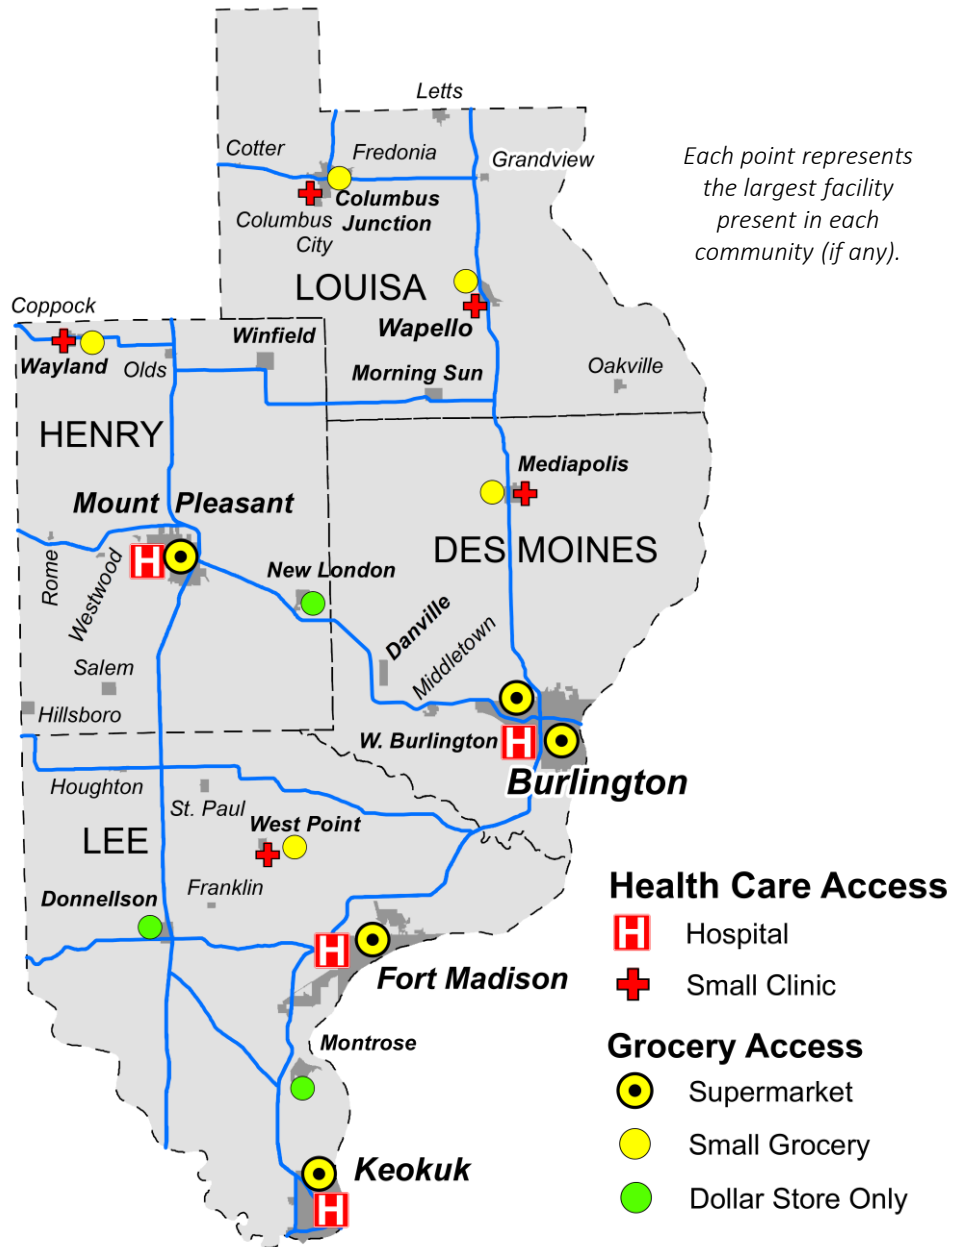 Letts
Cotter
Fredonia
Grandview
Each point represents
the largest facility
present in each
community (if any).
Columbus
Junction
Columbus
City
LOUISA
Coppock
Wapello
Winfield
Wayland
Olds
Morning Sun
Oakville
HENRY
Mediapolis
Mount Pleasant
DES MOINES
Rome
Westwood
New London
Danville
Middletown
Salem
Hillsboro
W. Burlington
Burlington
Houghton
St. Paul
West Point
LEE
Franklin
Donnellson
Fort Madison
Montrose
Keokuk
H
H
H
H
Health Care Access
H Hospital
Small Clinic
Grocery Access
Supermarket
Small Grocery
Dollar Store Only